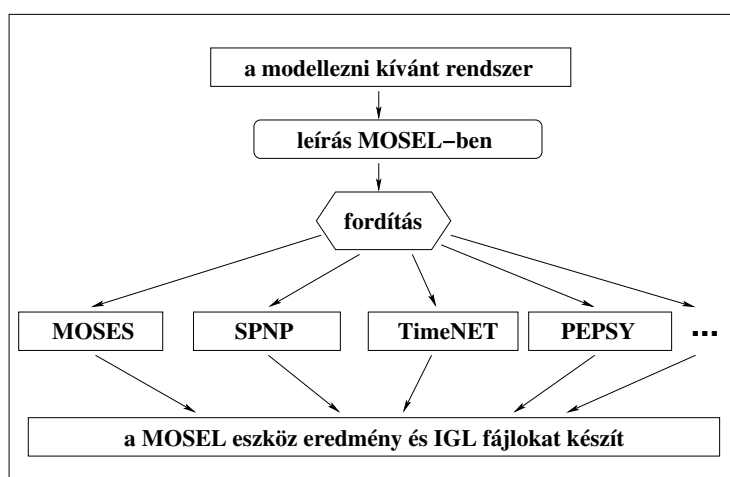 a modellezni kívánt rendszer
leírás MOSEL−ben
fordítás
MOSES
SPNP
TimeNET
PEPSY
...
a MOSEL eszköz eredmény és IGL fájlokat készít